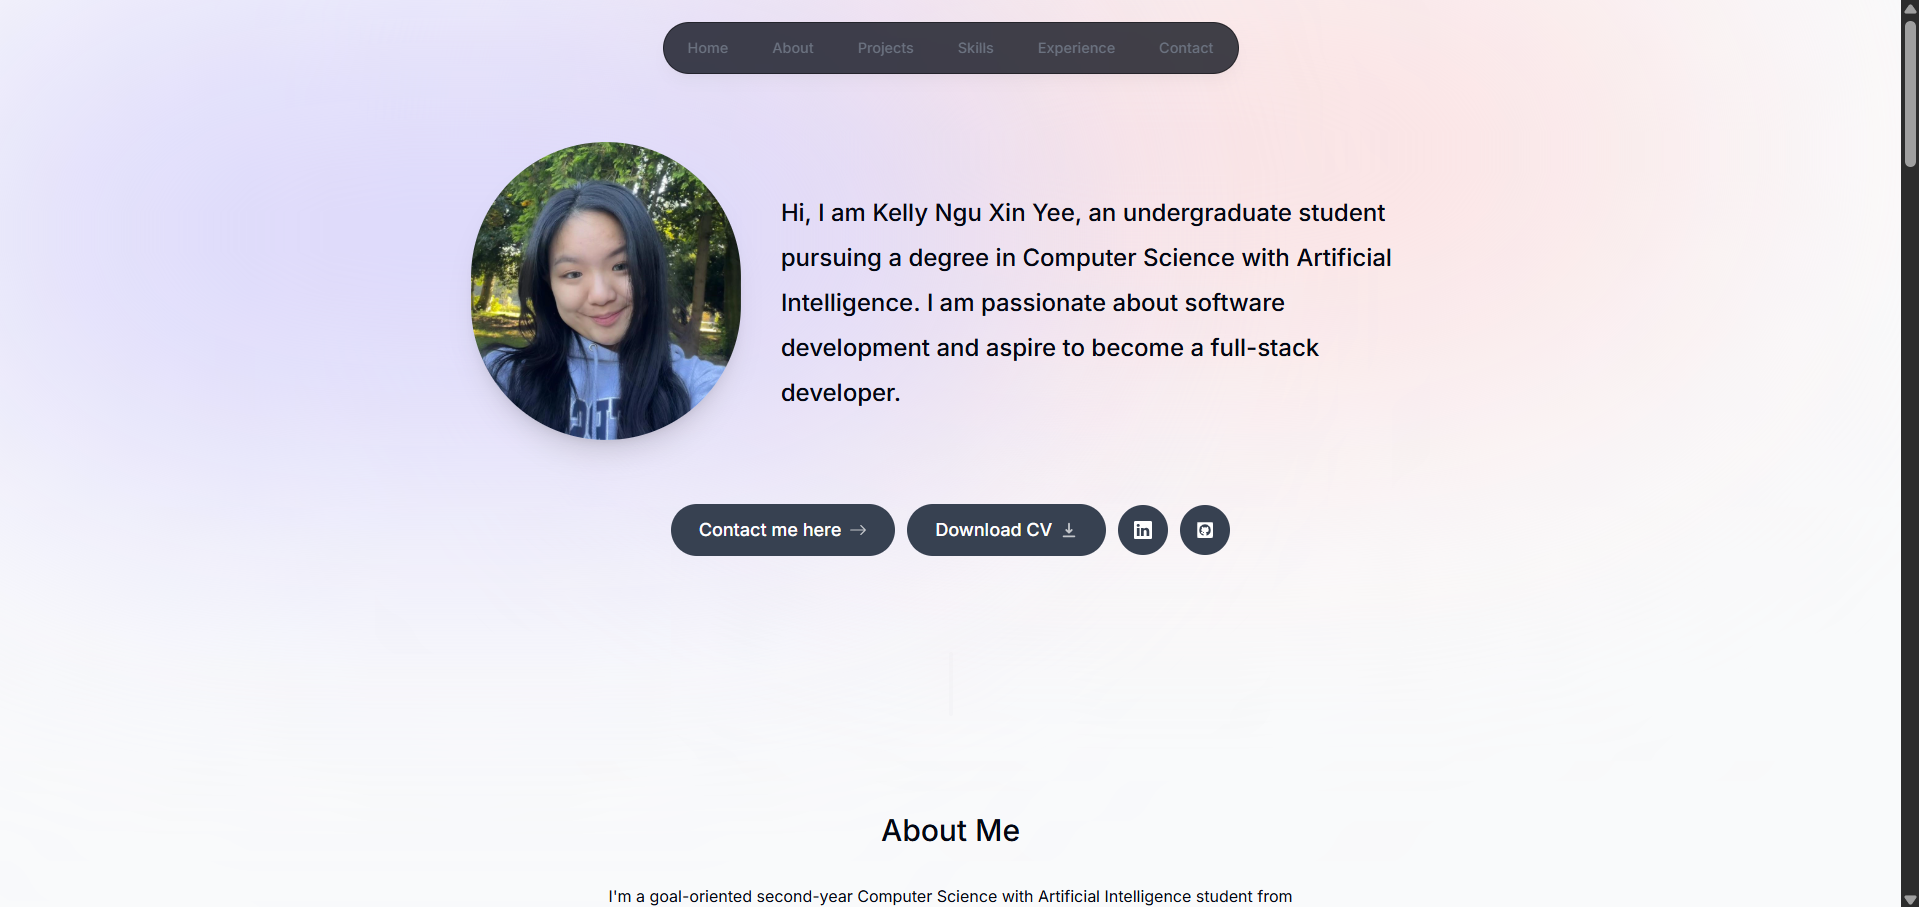 Home About Projects Skills Experience Contact
Hi, I am Kelly Ngu Xin Yee, an undergraduate student
pursuing a degree in Computer Science with Artificial
Intelligence. I am passionate about software
development and aspire to become a full-stack
developer.
Contact me here
Download CV
in
About Me
I'm a goal-oriented second-year Computer Science with Artificial Intelligence student from